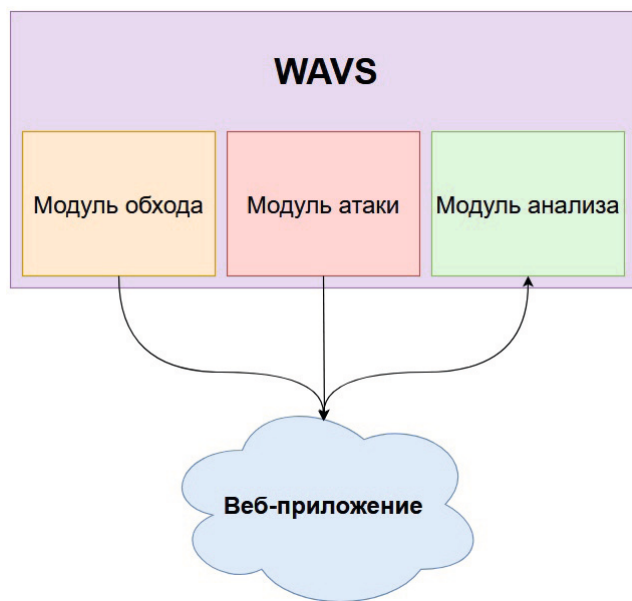 WAVS
Модуль обхода
Модуль атаки
Модуль анализа
Веб-приложение